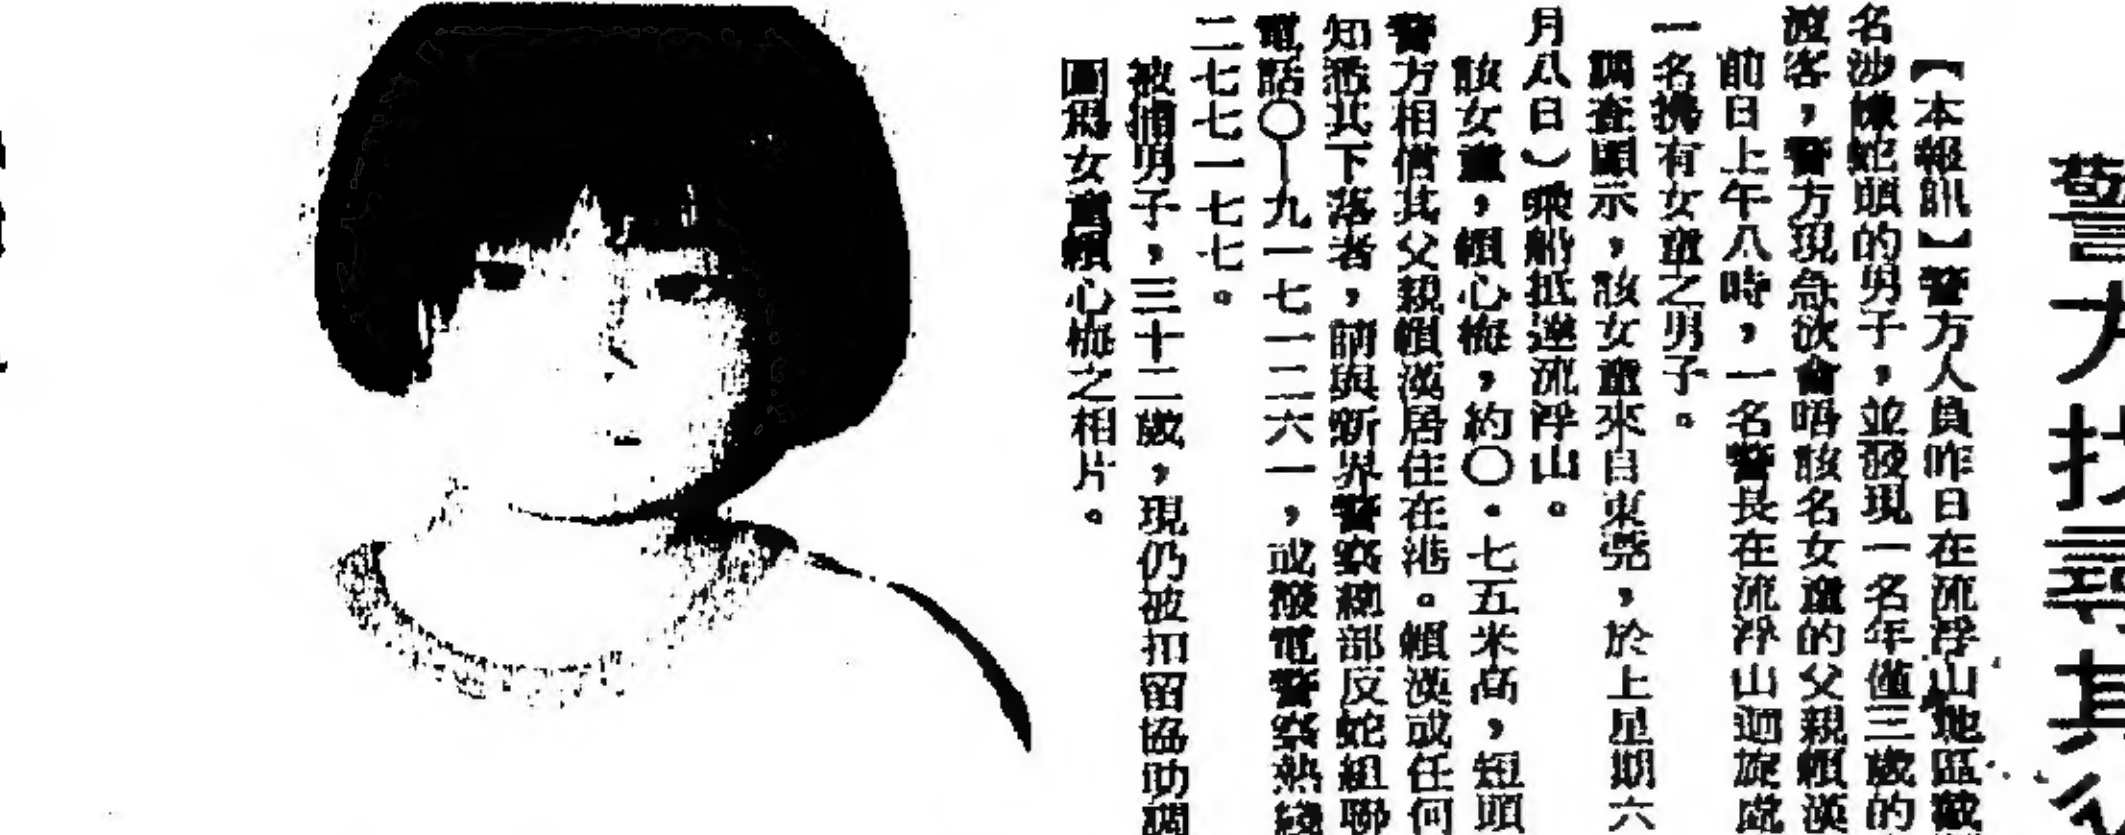 警方找尋其父
【本報訊】警方人員昨日在流浮山地區截
名涉嫌蛇頭的男子，並發現一名年僅三歲的
渡客，警方現急欲會晤該名女童的父親賴漢
前日上午八時，一名警長在流浮山迴旋處
一名携有女童之男子。
調查顯示，該女童來自東莞，於上星期六
月八日）乘船抵達流浮山。
該女童，賴心梅，約〇．七五米高，短頭
警方相信其父親賴漢居住在港。賴漢或任何
知悉其下落者，請與新界警察總部反蛇組聯
電話〇—九一七一二六一，或撥電警察熱綫
二七七一七七。
被捕男子，三十二歲，現仍被扣留協助調
圖爲女童賴心梅之相片。